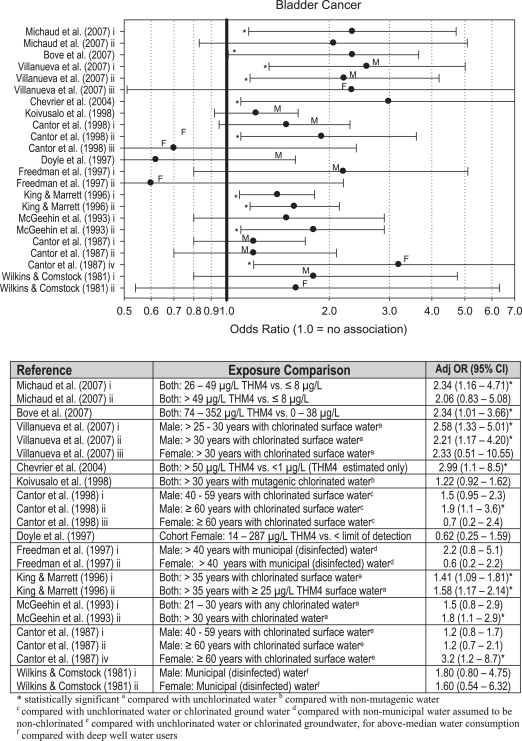 Bladder Cancer
Michaud et al. (2007) i
Michaud et al. (2007) ii
Bove et al. (2007)
Villanueva et al. (2007) i
Villanueva et al. (2007) ii
Villanueva et al. (2007) iii
Chevrier et al. (2004)
Koivusalo et al. (1998)
Cantor et al. (1998) i
Cantor et al. (1998) ii
Cantor et al. (1998) iii
Doyle et al. (1997)
Freedman et al. (1997) i
Freedman et al. (1997) ii
King & Marrett (1996) i
King & Marrett (1996) ii
McGeehin et al. (1993) i
McGeehin et al. (1993) ii
Cantor et al. (1987) i
Cantor et al. (1987) ii
Cantor et al. (1987) iv
Wilkins & Comstock (1981) i
Wilkins & Comstock (1981) ii
*
*
* M
* M
F
*
M
M
* F
F
M
M
F
*
*
*
M
M
* F
M
F
0.5 0.6 0.7 0.8 0.91.0 2.0 3.0 4.0 5.0 6.0 7.0
Odds Ratio (1.0 = no association)
Reference Exposure Comparison Adj OR (95% CI)
Michaud et al. (2007) i Both: 26 – 49 µg/L THM4 vs. ≤ 8 µg/L 2.34 (1.16 – 4.71)*
Michaud et al. (2007) ii Both: > 49 µg/L THM4 vs. ≤ 8 µg/L 2.06 (0.83 – 5.08)
Bove et al. (2007) Both: 74 – 352 µg/L THM4 vs. 0 – 38 µg/L 2.34 (1.01 – 3.66)*
Villanueva et al. (2007) i Male: > 25 - 30 years with chlorinated surface waterᵃ 2.58 (1.33 – 5.01)*
Villanueva et al. (2007) ii Male: > 30 years with chlorinated surface waterᵃ 2.21 (1.17 – 4.20)*
Villanueva et al. (2007) iii Female: > 30 years with chlorinated surface waterᵃ 2.33 (0.51 – 10.55)
Chevrier et al. (2004) Both: > 50 µg/L THM4 vs. <1 µg/L (THM4 estimated only) 2.99 (1.1 – 8.5)*
Koivusalo et al. (1998) Both: > 30 years with mutagenic chlorinated waterᵇ 1.22 (0.92 – 1.62)
Cantor et al. (1998) i Male: 40 - 59 years with chlorinated surface waterᶜ 1.5 (0.95 – 2.3)
Cantor et al. (1998) ii Male: ≥ 60 years with chlorinated surface waterᶜ 1.9 (1.1 – 3.6)*
Cantor et al. (1998) iii Female: ≥ 60 years with chlorinated surface waterᶜ 0.7 (0.2 – 2.4)
Doyle et al. (1997) Cohort Female: 14 – 287 µg/L THM4 vs. < limit of detection 0.62 (0.25 – 1.59)
Freedman et al. (1997) i Male: > 40 years with municipal (disinfected) waterᵈ 2.2 (0.8 – 5.1)
Freedman et al. (1997) ii Female: > 40 years with municipal (disinfected) waterᵈ 0.6 (0.2 – 2.2)
King & Marrett (1996) i Both: > 35 years with chlorinated surface waterᵃ 1.41 (1.09 – 1.81)*
King & Marrett (1996) ii Both: > 35 years with ≥ 25 µg/L THM4 surface waterᵃ 1.58 (1.17 – 2.14)*
McGeehin et al. (1993) i Both: 21 – 30 years with any chlorinated waterᵃ 1.5 (0.8 – 2.9)
McGeehin et al. (1993) ii Both: > 30 years with chlorinated waterᵃ 1.8 (1.1 – 2.9)*
Cantor et al. (1987) i Male: 40 - 59 years with chlorinated surface waterᵉ 1.2 (0.8 – 1.7)
Cantor et al. (1987) ii Male: ≥ 60 years with chlorinated surface waterᵉ 1.2 (0.7 – 2.1)
Cantor et al. (1987) iv Female: ≥ 60 years with chlorinated surface waterᵉ 3.2 (1.2 – 8.7)*
Wilkins & Comstock (1981) i Male: Municipal (disinfected) waterᶠ 1.80 (0.80 – 4.75)
Wilkins & Comstock (1981) ii Female: Municipal (disinfected) waterᶠ 1.60 (0.54 – 6.32)
* statistically significant ᵃ compared with unchlorinated water ᵇ compared with non-mutagenic water
ᶜ compared with unchlorinated water or chlorinated ground water ᵈ compared with non-municipal water assumed to be
non-chlorinated ᵉ compared with unchlorinated water or chlorinated groundwater, for above-median water consumption
ᶠ compared with deep well water users